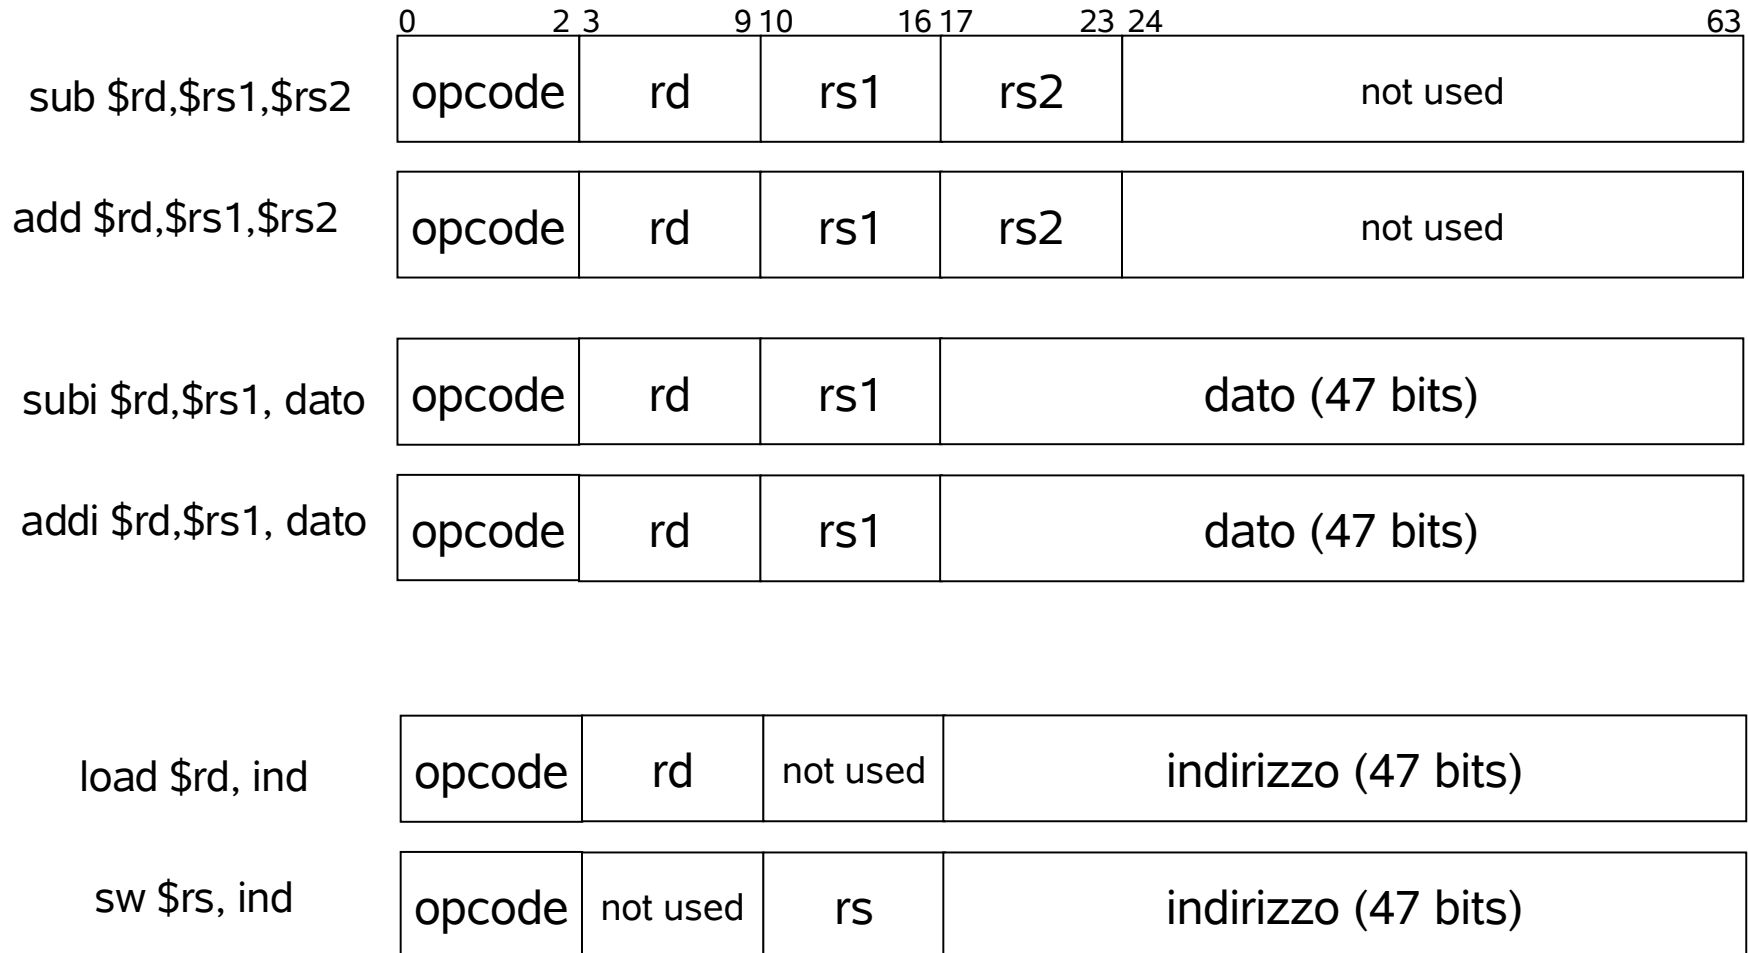 0 2 3 9 10 16 17 23 24 63
sub $rd,$rs1,$rs2 opcode rd rs1 rs2 not used
add $rd,$rs1,$rs2 opcode rd rs1 rs2 not used
subi $rd,$rs1, dato opcode rd rs1 dato (47 bits)
addi $rd,$rs1, dato opcode rd rs1 dato (47 bits)
load $rd, ind opcode rd not used indirizzo (47 bits)
sw $rs, ind opcode not used rs indirizzo (47 bits)